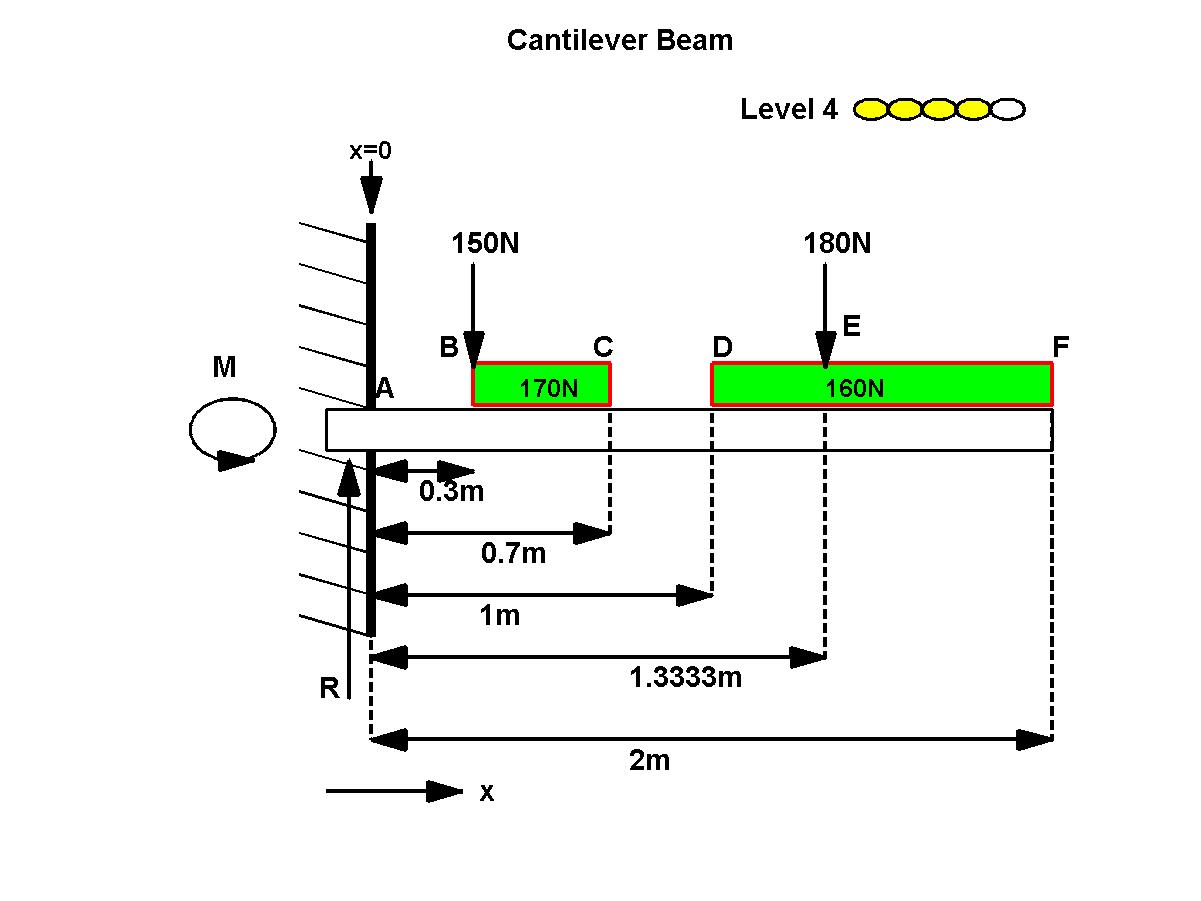 Cantilever Beam
Level 4
x=0
150N
180N
E
B
C
D
F
M
A
170N
160N
0.3m
0.7m
1m
1.3333m
R
2m
x